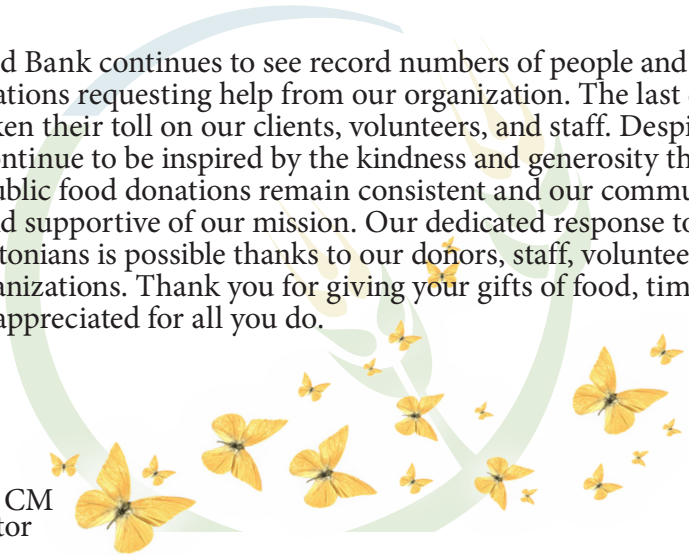 d Bank continues to see record numbers of people and
ations requesting help from our organization. The last
ken their toll on our clients, volunteers, and staff. Despi
ontinue to be inspired by the kindness and generosity th
ublic food donations remain consistent and our commu
d supportive of our mission. Our dedicated response to
tonians is possible thanks to our donors, staff, voluntee
anizations. Thank you for giving your gifts of food, tim
appreciated for all you do.
CM
tor